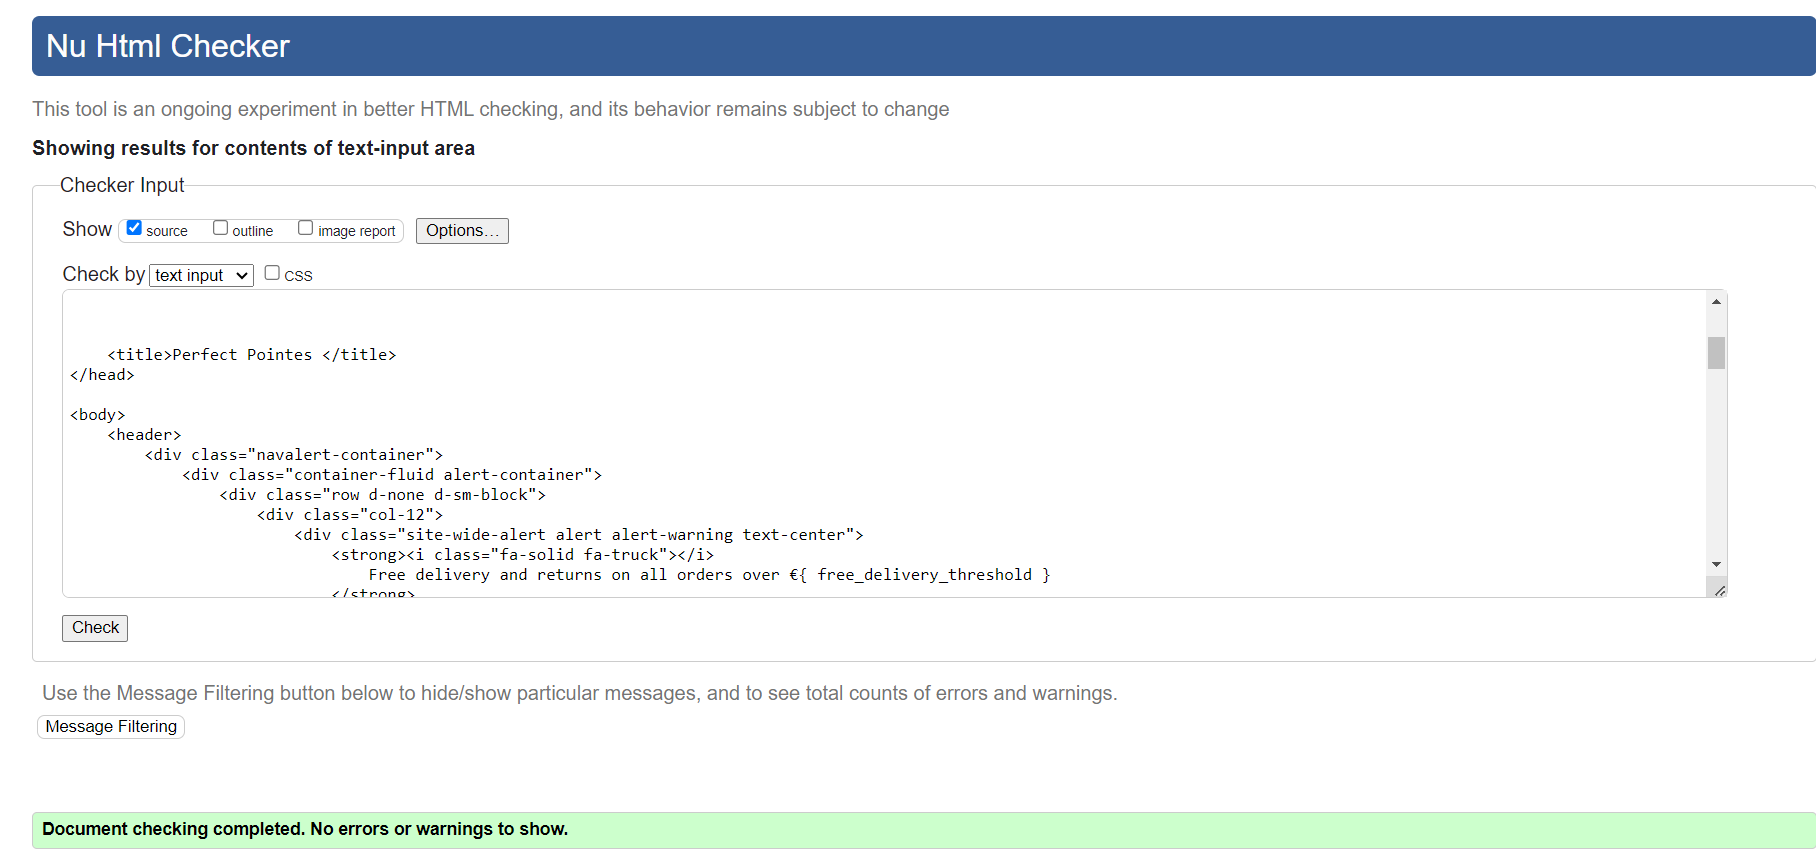 Nu Html Checker
This tool is an ongoing experiment in better HTML checking, and its behavior remains subject to change
Showing results for contents of text-input area
Checker Input
Show source outline image report Options...
Check by text input CSS
<title>Perfect Pointes </title>
</head>
<body>
<header>
<div class="navalert-container">
<div class="container-fluid alert-container">
<div class="row d-none d-sm-block">
<div class="col-12">
<div class="site-wide-alert alert alert-warning text-center">
<strong><i class="fa-solid fa-truck"></i>
Free delivery and returns on all orders over €{ free_delivery_threshold }
</strong>
Check
Use the Message Filtering button below to hide/show particular messages, and to see total counts of errors and warnings.
Message Filtering
Document checking completed. No errors or warnings to show.